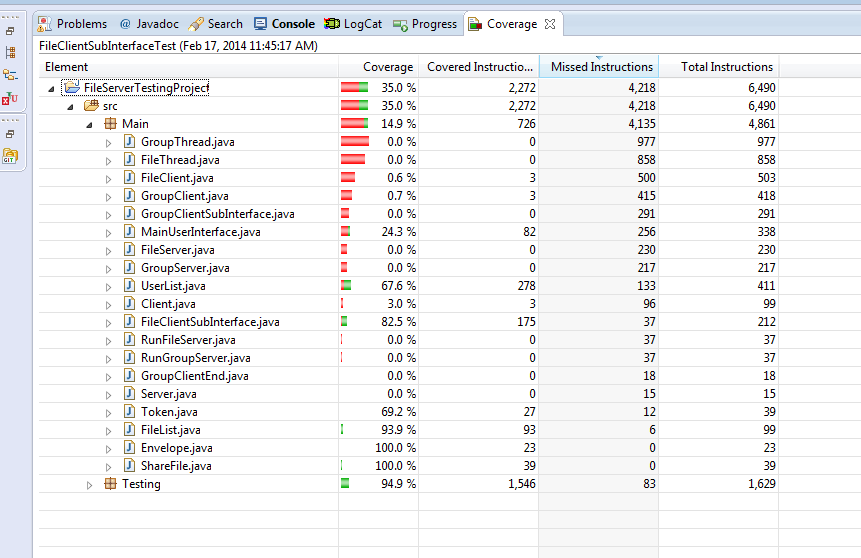 Problems @ Javadoc Search Console LogCat Progress Coverage
FileClientSubInterfaceTest (Feb 17, 2014 11:45:17 AM)
Element Coverage Covered Instructio... Missed Instructions Total Instructions
FileServerTestingProject 35.0 % 2,272 4,218 6,490
src 35.0 % 2,272 4,218 6,490
Main 14.9 % 726 4,135 4,861
GroupThread.java 0.0 % 0 977 977
FileThread.java 0.0 % 0 858 858
FileClient.java 0.6 % 3 500 503
GroupClient.java 0.7 % 3 415 418
GroupClientSubInterface.java 0.0 % 0 291 291
MainUserInterface.java 24.3 % 82 256 338
FileServer.java 0.0 % 0 230 230
GroupServer.java 0.0 % 0 217 217
UserList.java 67.6 % 278 133 411
Client.java 3.0 % 3 96 99
FileClientSubInterface.java 82.5 % 175 37 212
RunFileServer.java 0.0 % 0 37 37
RunGroupServer.java 0.0 % 0 37 37
GroupClientEnd.java 0.0 % 0 18 18
Server.java 0.0 % 0 15 15
Token.java 69.2 % 27 12 39
FileList.java 93.9 % 93 6 99
Envelope.java 100.0 % 23 0 23
ShareFile.java 100.0 % 39 0 39
Testing 94.9 % 1,546 83 1,629